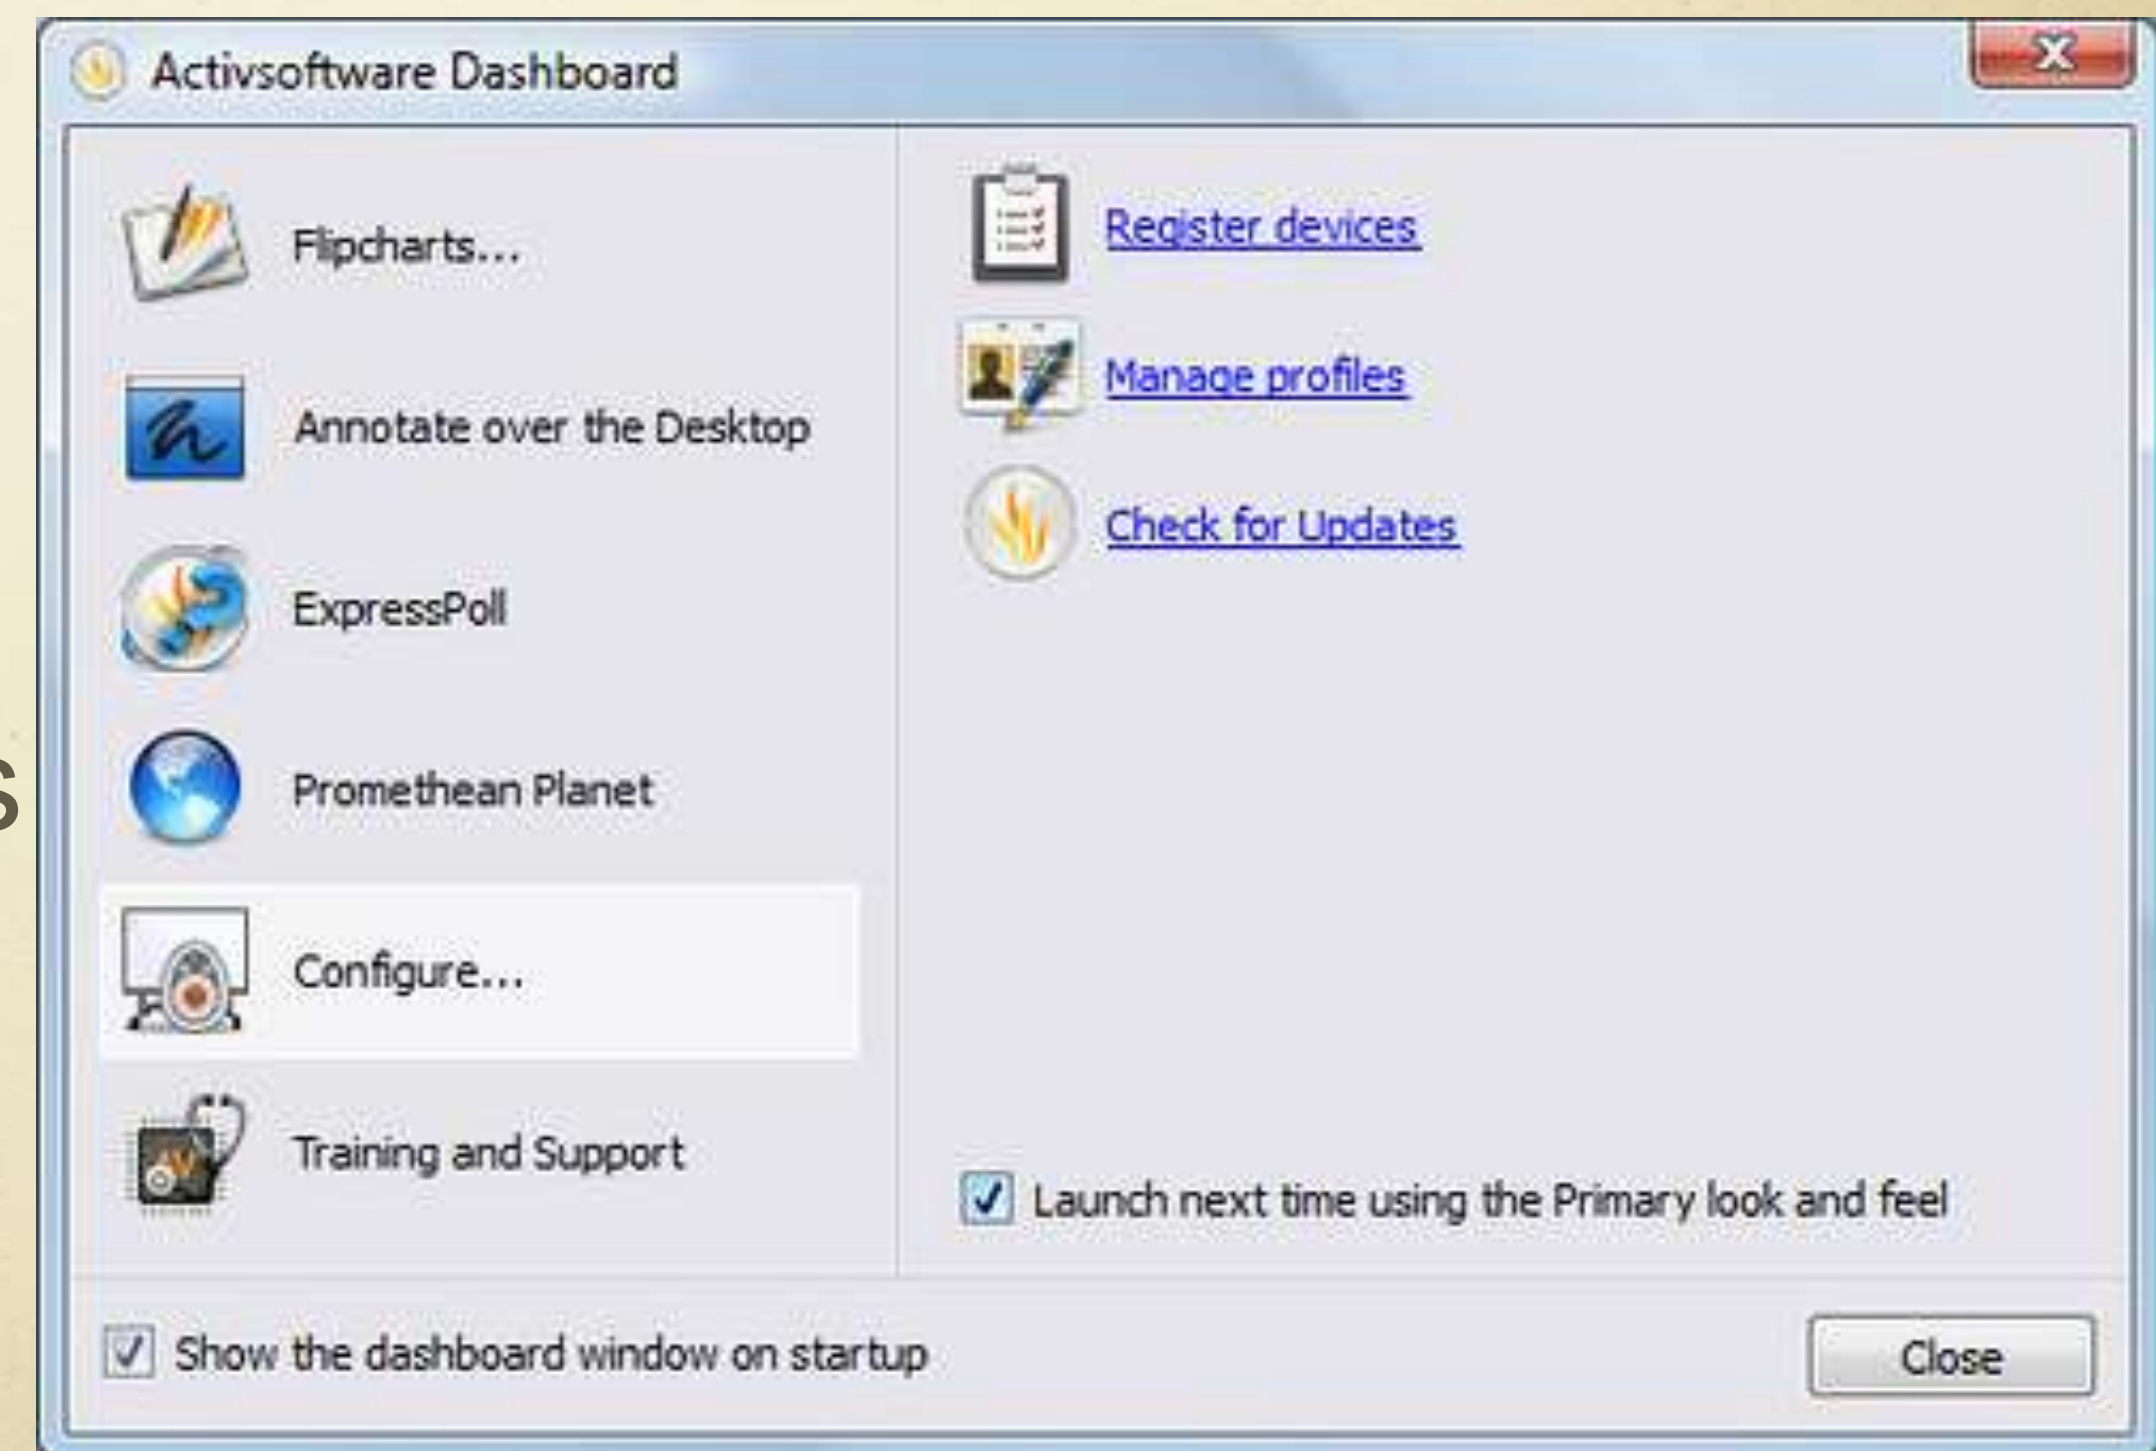 Activsoftware Dashboard
Flipcharts...
Annotate over the Desktop
ExpressPoll
Promethean Planet
Configure...
Training and Support
Register devices
Manage profiles
Check for Updates
Launch next time using the Primary look and feel
Show the dashboard window on startup
Close
s